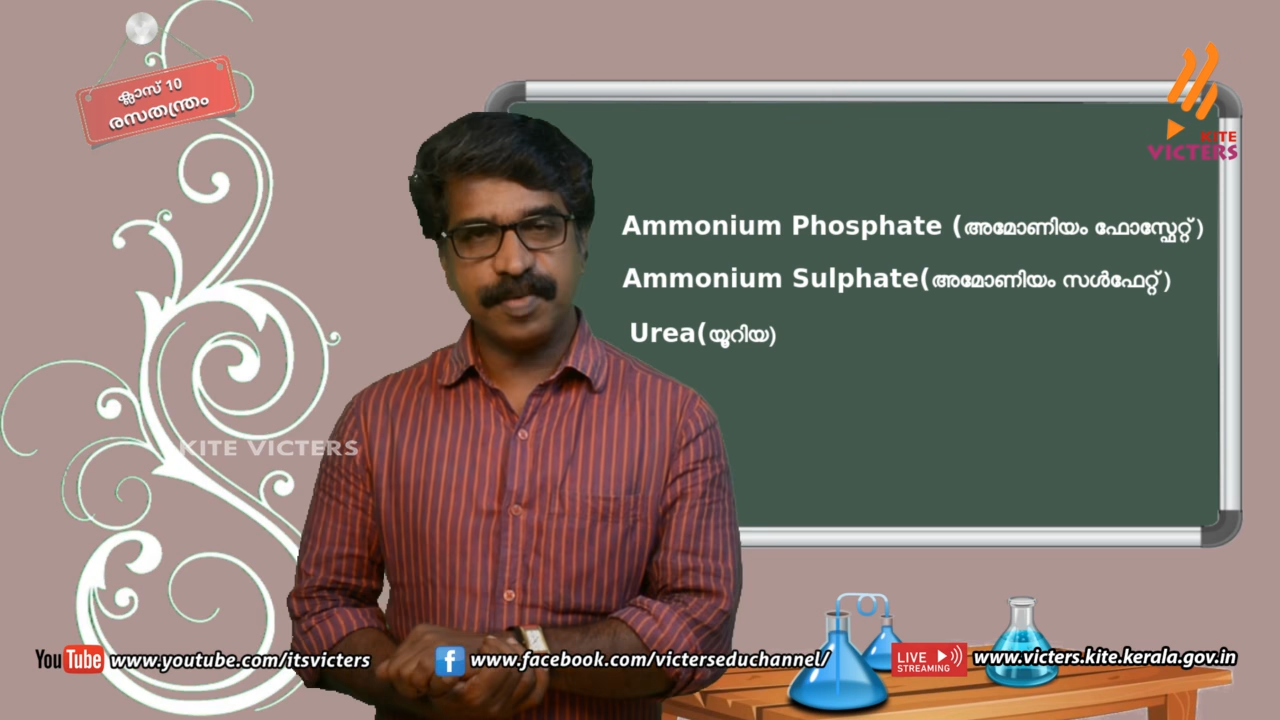 ക്ലാസ് 10
രസതന്ത്രം
KITE
VICTERS
Ammonium Phosphate (അമോണിയം ഫോസ്ഫേറ്റ്)
Ammonium Sulphate(അമോണിയം സൾഫേറ്റ്)
Urea(യൂറിയ)
KITE VICTERS
YouTube www.youtube.com/itsvicters
f www.facebook.com/victerseduchannel/
LIVE STREAMING www.victers.kite.kerala.gov.in